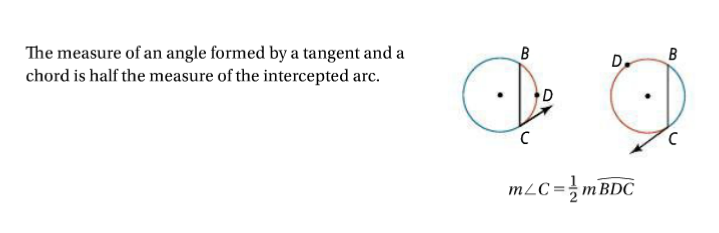 The measure of an angle formed by a tangent and a
chord is half the measure of the intercepted arc.
B
D
C
D
B
C
m∠C = 1/2 m BDC